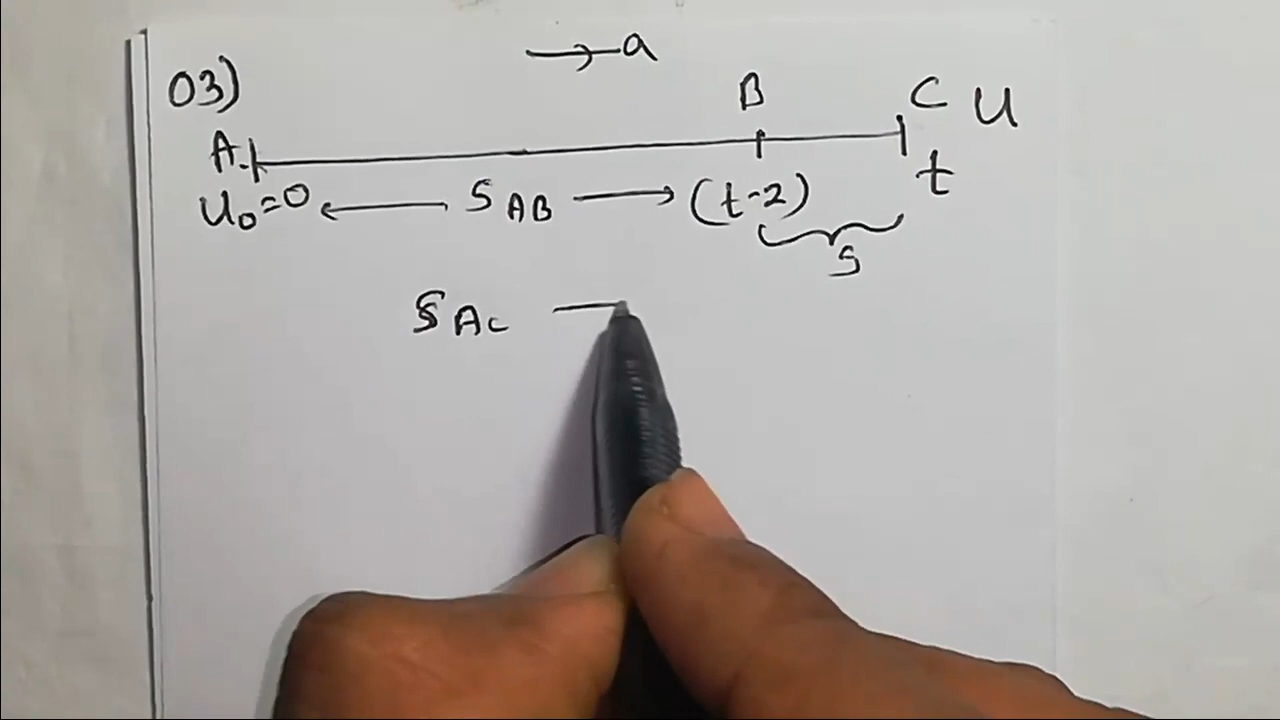 → a
03)
B C u
A
u₀=0 ← S AB → (t-2) t
S
S AC —